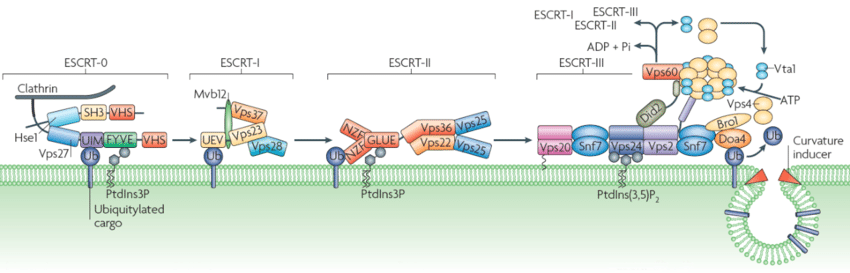 ESCRT-0
Clathrin
SH3
VHS
Hse1
UIM
FYVE
VHS
Vps27
Ub
PtdIns3P
Ubiquitylated
cargo
ESCRT-I
Mvb12
Vps37
UEV
Vps23
Vps28
Ub
ESCRT-II
NZF
GLUE
NZF
Vps36
Vps25
Vps22
Vps25
Ub
PtdIns3P
ESCRT-III
ESCRT-I
ESCRT-III
ESCRT-II
ADP + Pi
Vps60
Vta1
Did2
ATP
Vps4
Bro1
Vps20
Snf7
Vps24
Vps2
Snf7
Doa4
Ub
Ub
Curvature
inducer
PtdIns(3,5)P2